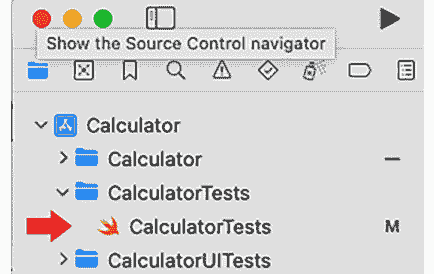 Show the Source Control navigator
Calculator
Calculator
CalculatorTests
CalculatorTests M
CalculatorUITests